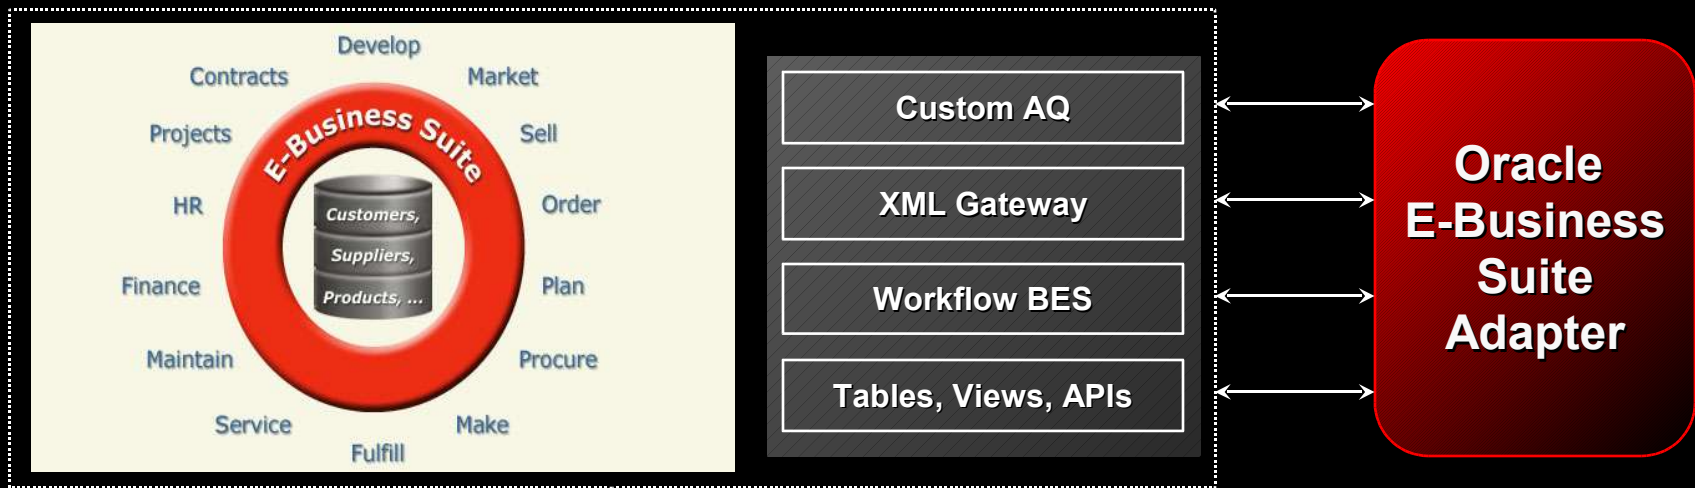 Develop
Contracts
Market
Projects
E-Business Suite
Sell
HR
Customers,
Order
Suppliers,
Finance
Products, ...
Plan
Maintain
Procure
Service
Make
Fulfill
Custom AQ
XML Gateway
Workflow BES
Tables, Views, APIs
Oracle
E-Business
Suite
Adapter